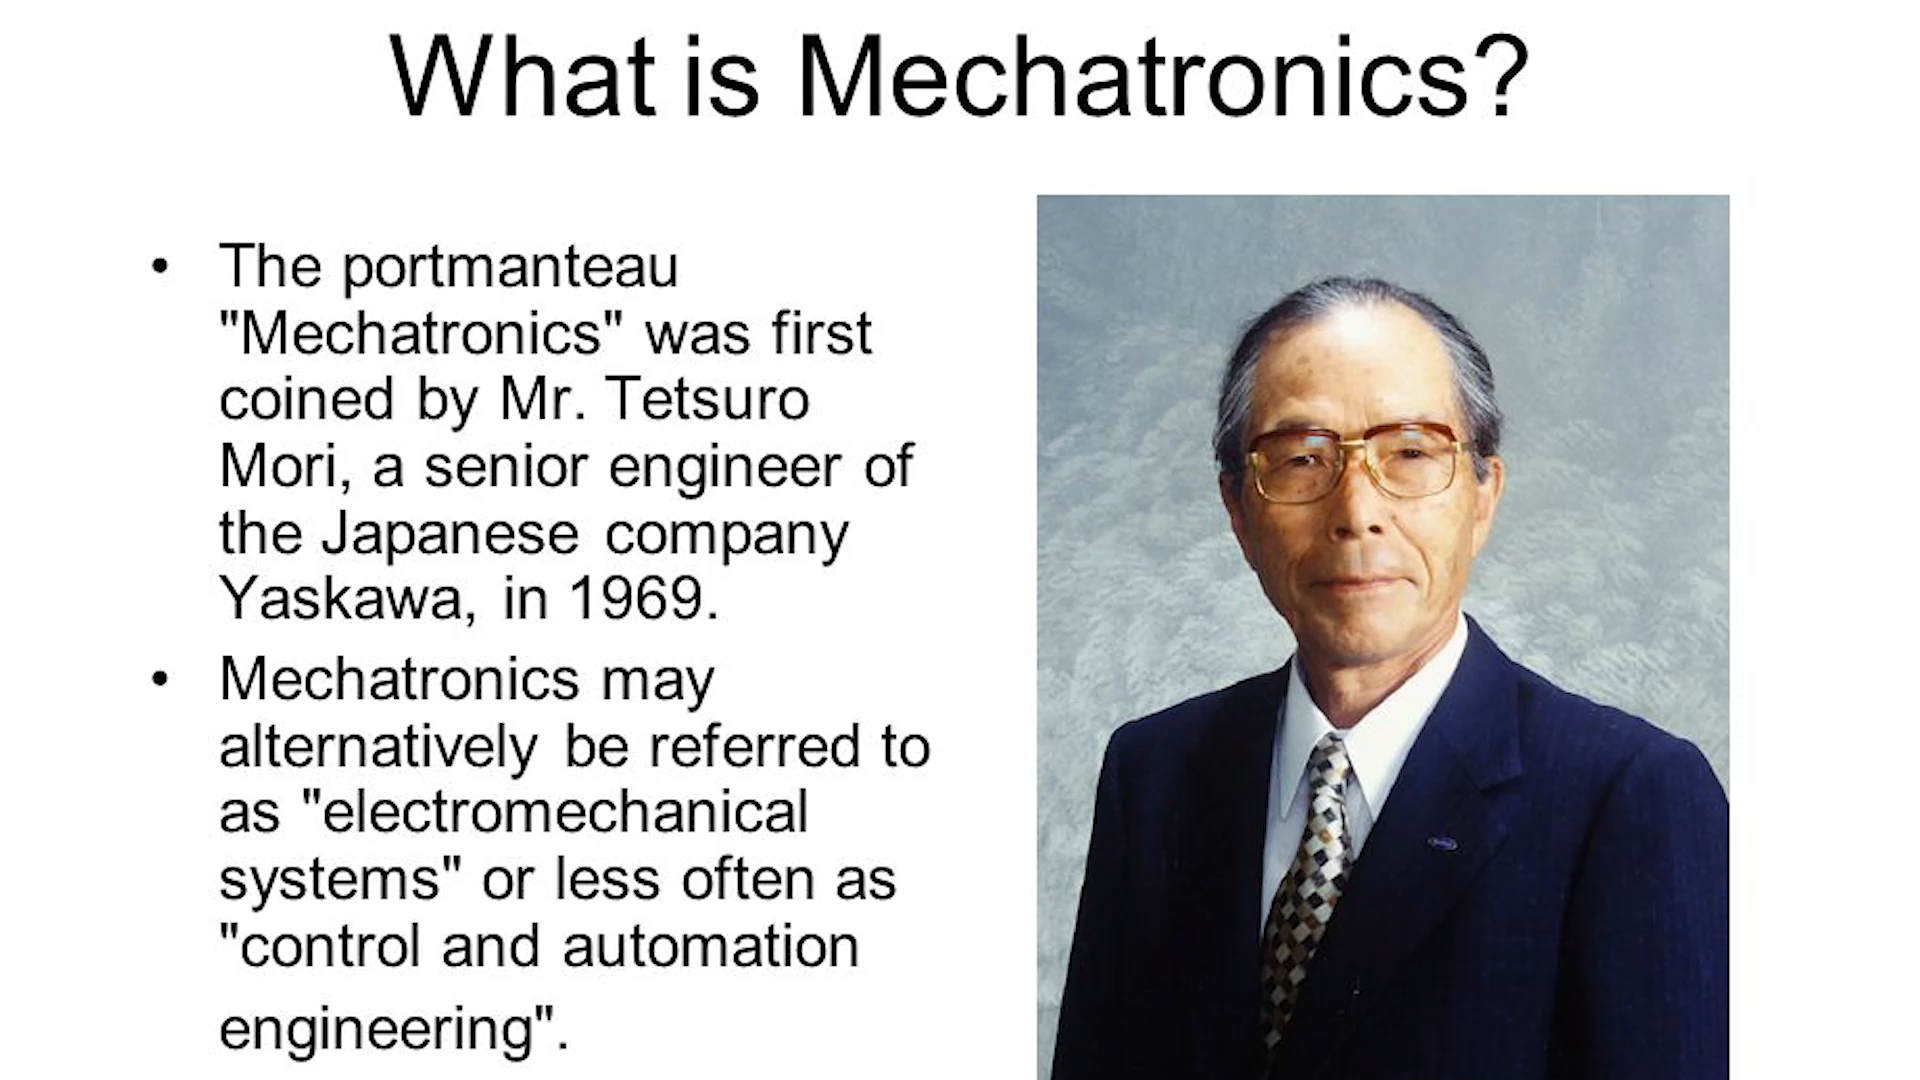 What is Mechatronics?
• The portmanteau
"Mechatronics" was first
coined by Mr. Tetsuro
Mori, a senior engineer of
the Japanese company
Yaskawa, in 1969.
• Mechatronics may
alternatively be referred to
as "electromechanical
systems" or less often as
"control and automation
engineering".